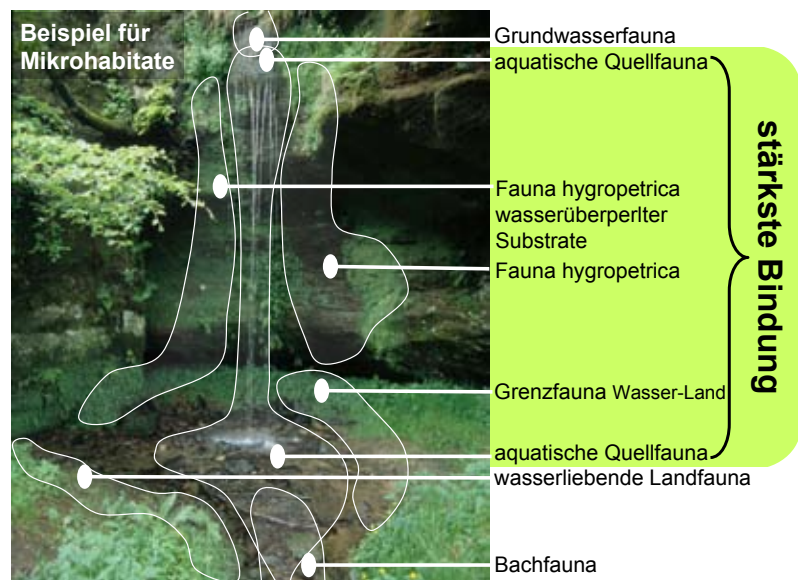 Beispiel für
Mikrohabitate
Grundwasserfauna
aquatische Quellfauna
Fauna hygropetrica
wasserüberperlter
Substrate
Fauna hygropetrica
Grenzfauna Wasser-Land
aquatische Quellfauna
wasserliebende Landfauna
Bachfauna
stärkste Bindung